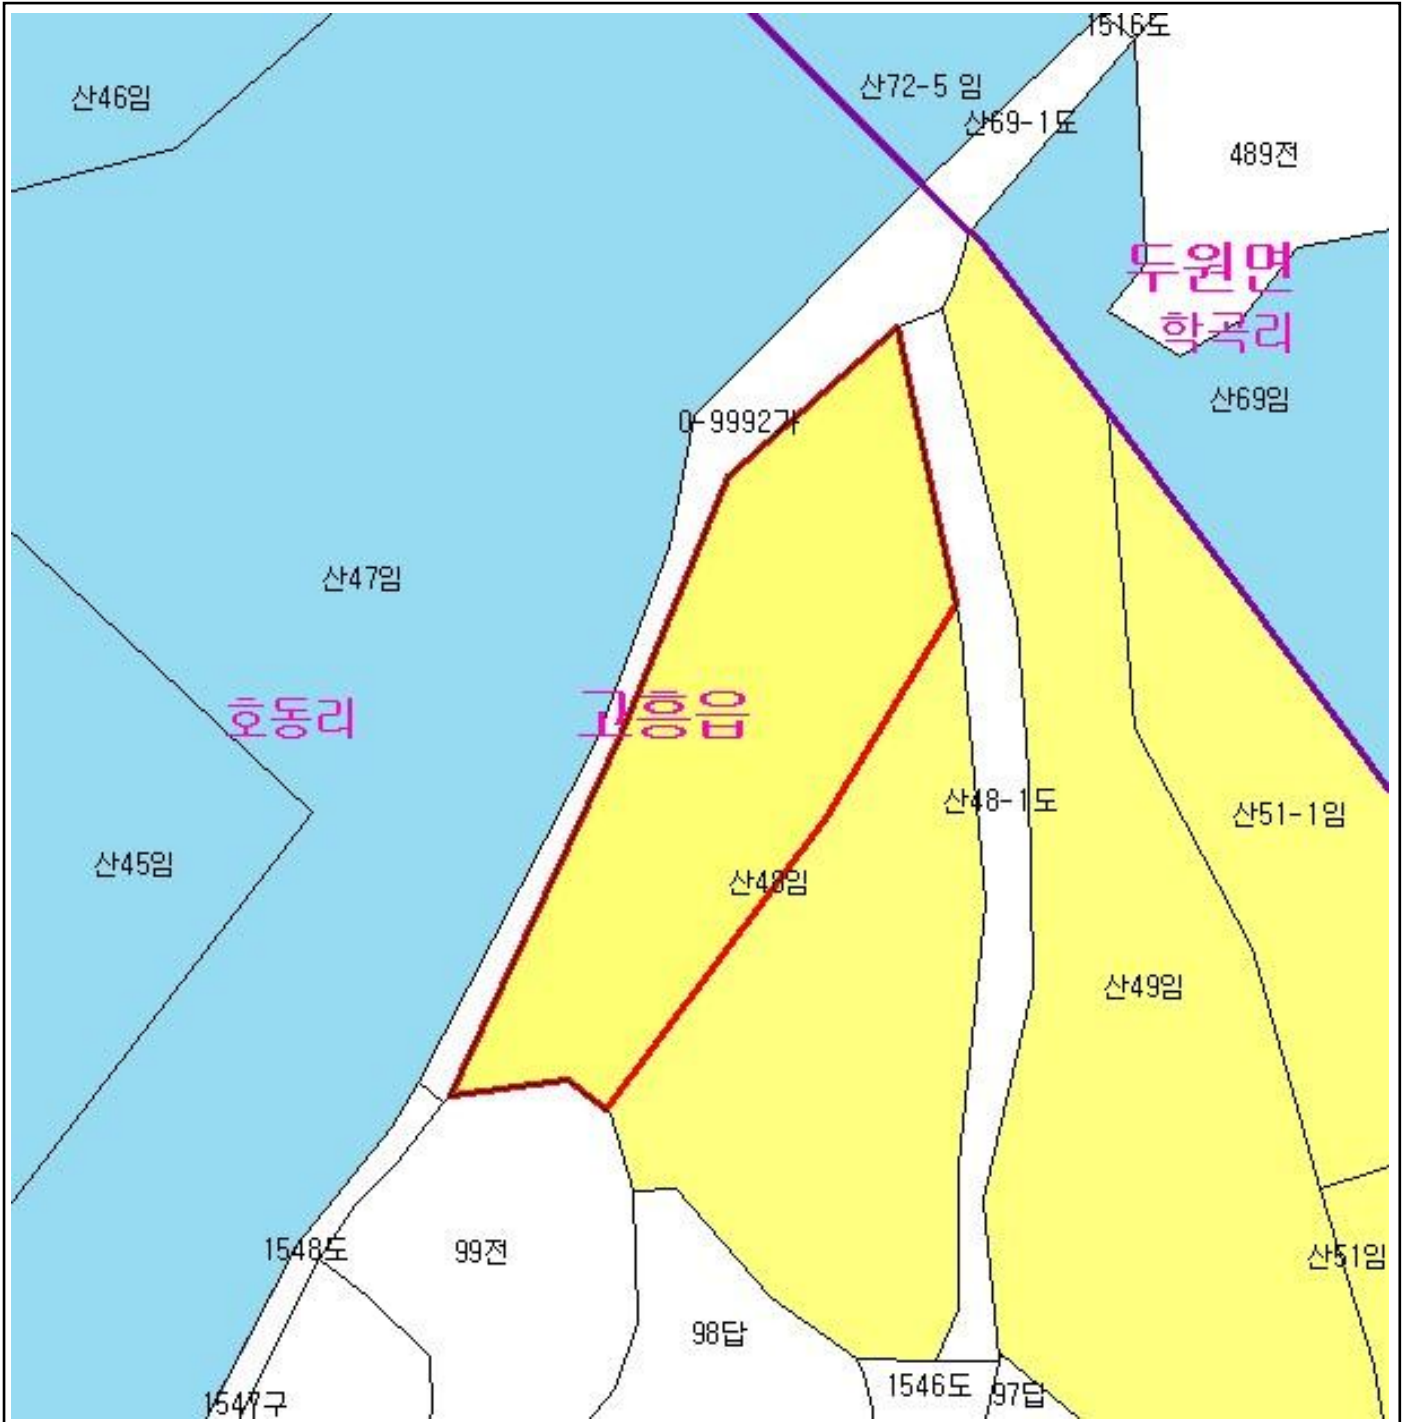 1516도
산72-5 임
산46임
산69-1도
489전
두원면
학곡리
산69임
0-9992가
산47임
호동리
고흥읍
산48-1도
산51-1임
산45임
산48임
산49임
1548도
99전
산51임
98답
1546도
97답
1547구